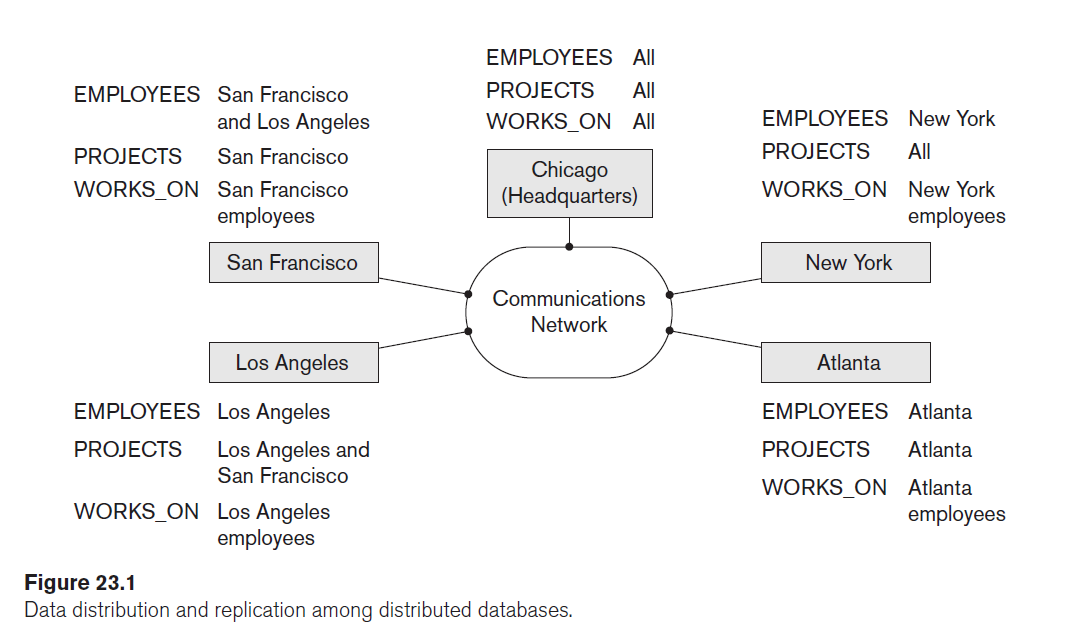 EMPLOYEES All
PROJECTS All
WORKS_ON All
Chicago
(Headquarters)
EMPLOYEES San Francisco
and Los Angeles
PROJECTS San Francisco
WORKS_ON San Francisco
employees
San Francisco
EMPLOYEES New York
PROJECTS All
WORKS_ON New York
employees
New York
Communications
Network
Los Angeles
EMPLOYEES Los Angeles
PROJECTS Los Angeles and
San Francisco
WORKS_ON Los Angeles
employees
Atlanta
EMPLOYEES Atlanta
PROJECTS Atlanta
WORKS_ON Atlanta
employees
Figure 23.1
Data distribution and replication among distributed databases.